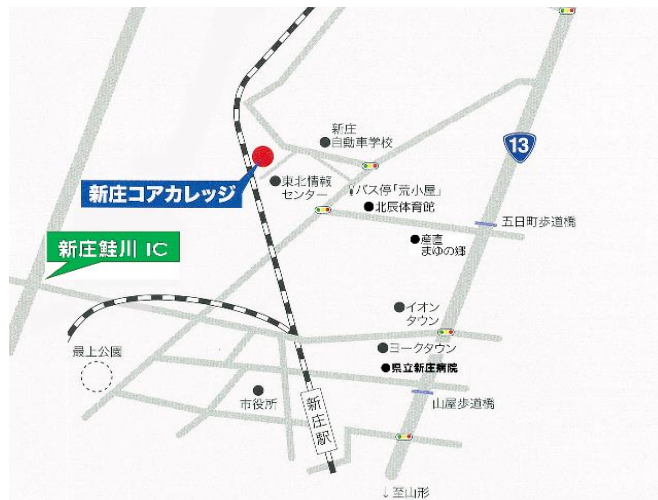 13
新庄
自動車学校
新庄コアカレッジ
東北情報
センター
バス停「荒小屋」
北辰体育館
五日町歩道橋
産直
まゆの郷
新庄鮭川 IC
イオン
タウン
ヨークタウン
県立新庄病院
最上公園
市役所
新庄駅
山屋歩道橋
↓至山形